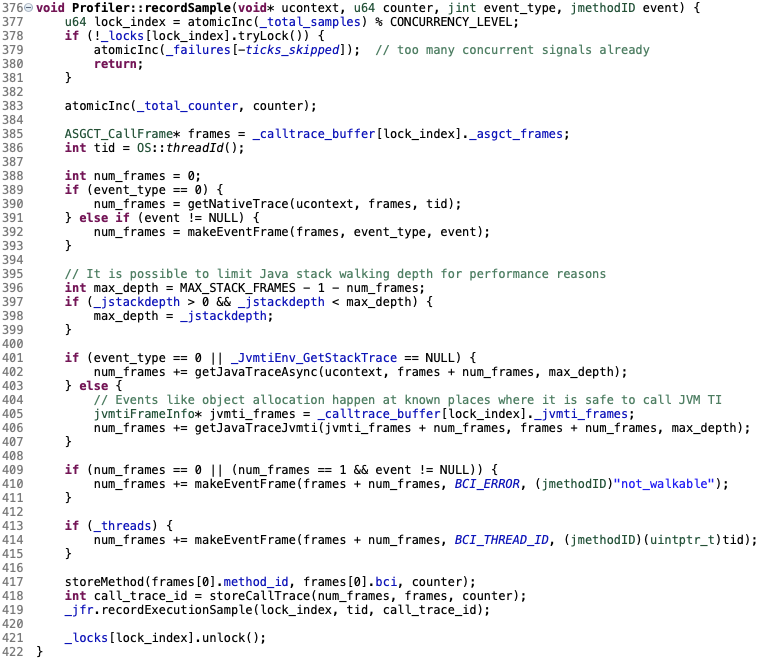 376 void Profiler::recordSample(void* ucontext, u64 counter, jint event_type, jmethodID event) {
377     u64 lock_index = atomicInc(_total_samples) % CONCURRENCY_LEVEL;
378     if (!_locks[lock_index].tryLock()) {
379         atomicInc(_failures[-ticks_skipped]);  // too many concurrent signals already
380         return;
381     }
382
383     atomicInc(_total_counter, counter);
384
385     ASGCT_CallFrame* frames = _calltrace_buffer[lock_index]._asgct_frames;
386     int tid = OS::threadId();
387
388     int num_frames = 0;
389     if (event_type == 0) {
390         num_frames = getNativeTrace(ucontext, frames, tid);
391     } else if (event != NULL) {
392         num_frames = makeEventFrame(frames, event_type, event);
393     }
394
395     // It is possible to limit Java stack walking depth for performance reasons
396     int max_depth = MAX_STACK_FRAMES - 1 - num_frames;
397     if (_jstackdepth > 0 && _jstackdepth < max_depth) {
398         max_depth = _jstackdepth;
399     }
400
401     if (event_type == 0 || _JvmtiEnv_GetStackTrace == NULL) {
402         num_frames += getJavaTraceAsync(ucontext, frames + num_frames, max_depth);
403     } else {
404         // Events like object allocation happen at known places where it is safe to call JVM TI
405         jvmtiFrameInfo* jvmti_frames = _calltrace_buffer[lock_index]._jvmti_frames;
406         num_frames += getJavaTraceJvmti(jvmti_frames + num_frames, frames + num_frames, max_depth);
407     }
408
409     if (num_frames == 0 || (num_frames == 1 && event != NULL)) {
410         num_frames += makeEventFrame(frames + num_frames, BCI_ERROR, (jmethodID)"not_walkable");
411     }
412
413     if (_threads) {
414         num_frames += makeEventFrame(frames + num_frames, BCI_THREAD_ID, (jmethodID)(uintptr_t)tid);
415     }
416
417     storeMethod(frames[0].method_id, frames[0].bci, counter);
418     int call_trace_id = storeCallTrace(num_frames, frames, counter);
419     _jfr.recordExecutionSample(lock_index, tid, call_trace_id);
420
421     _locks[lock_index].unlock();
422 }